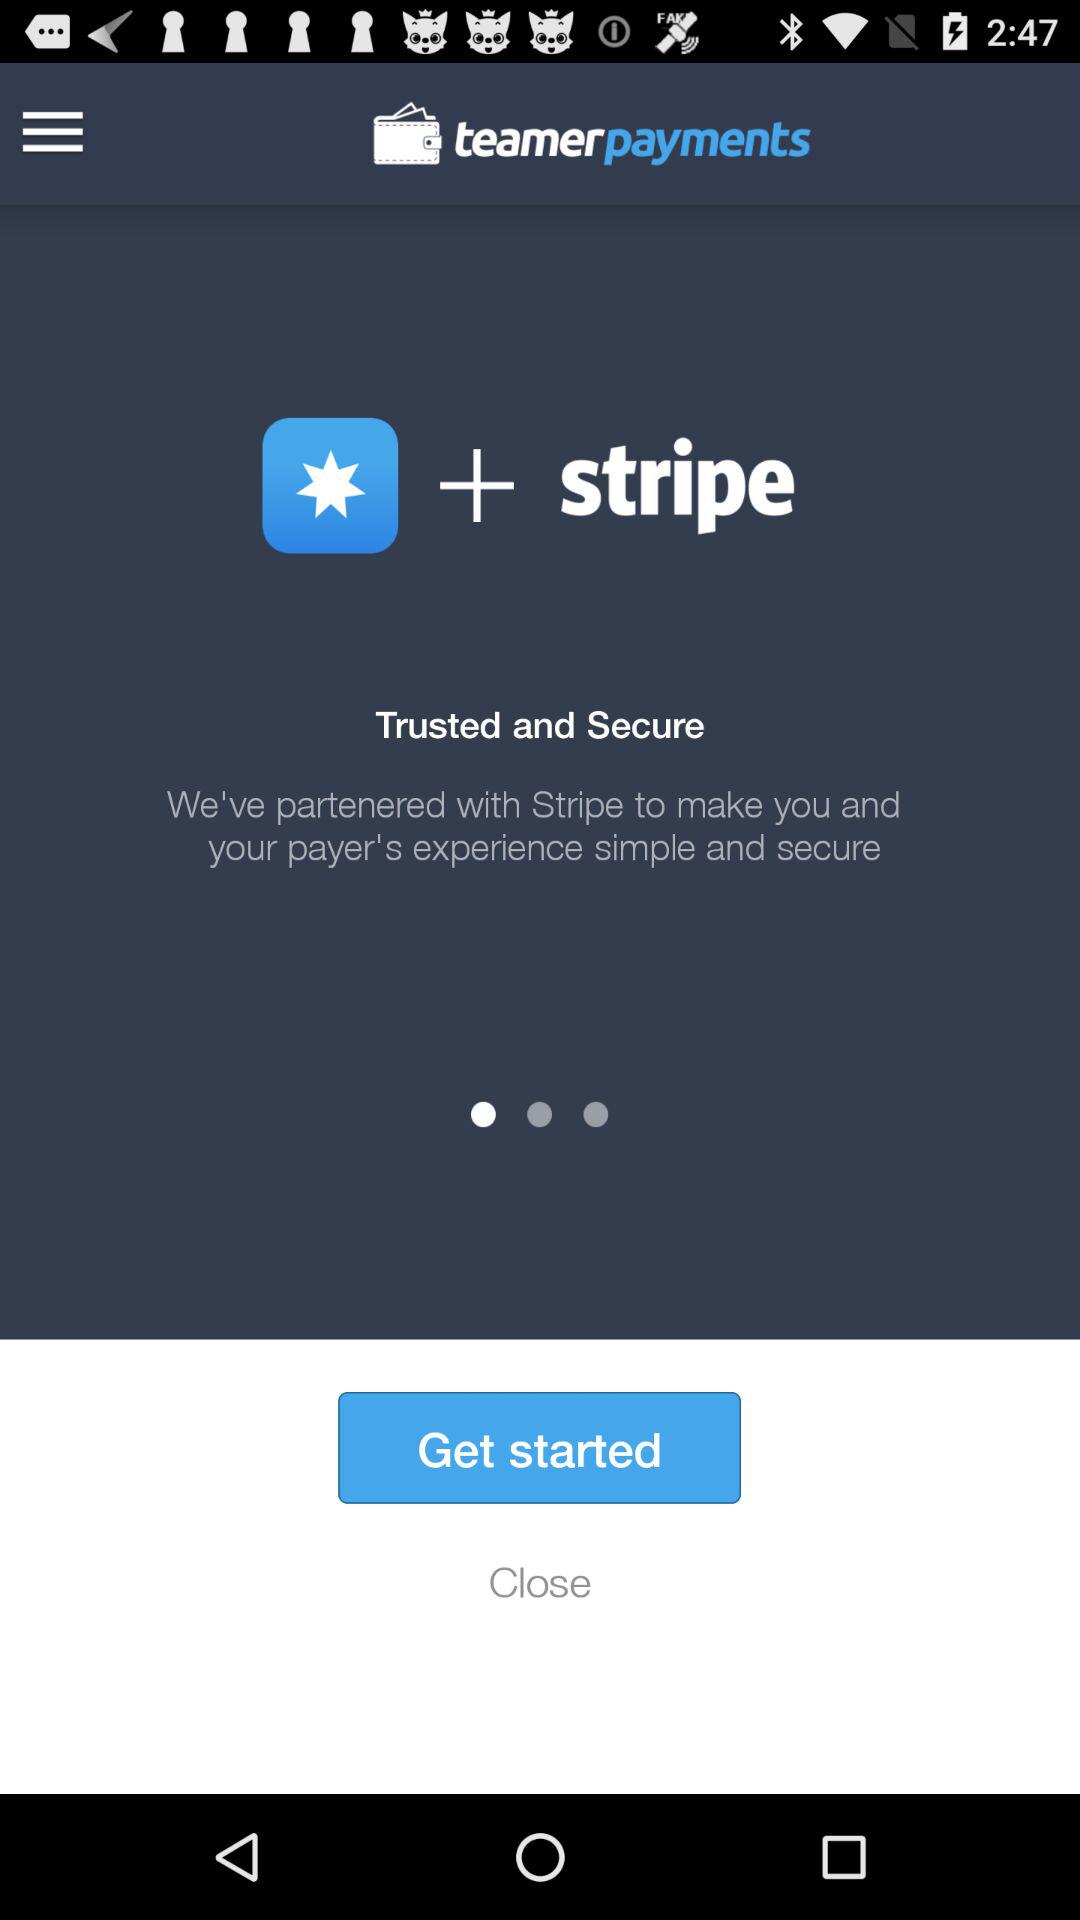 FAKE
2:47
teamerpayments
stripe
Trusted and Secure
We've partenered with Stripe to make you and
your payer's experience simple and secure
Get started
Close